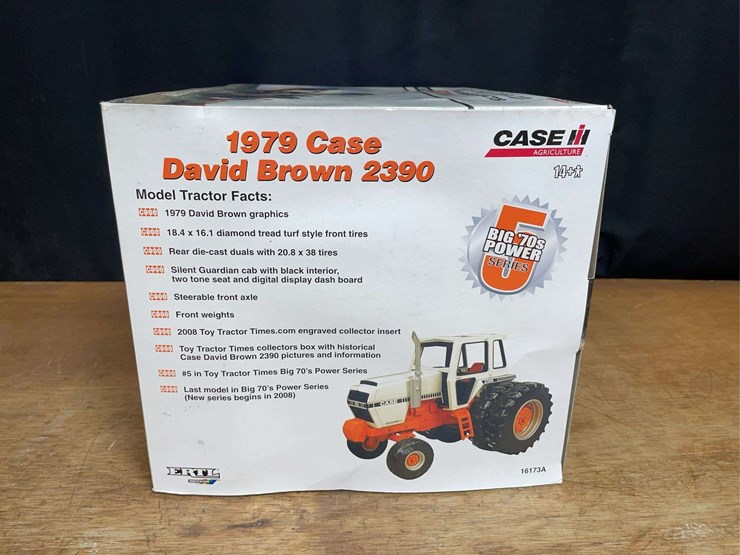 1979 Case
David Brown 2390
CASE IH
AGRICULTURE
14+
Model Tractor Facts:
1979 David Brown graphics
18.4 x 16.1 diamond tread turf style front tires
Rear die-cast duals with 20.8 x 38 tires
Silent Guardian cab with black interior,
two tone seat and digital display dash board
Steerable front axle
Front weights
2008 Toy Tractor Times.com engraved collector insert
Toy Tractor Times collectors box with historical
Case David Brown 2390 pictures and information
#5 in Toy Tractor Times Big 70's Power Series
Last model in Big 70's Power Series
(New series begins in 2008)
5
BIG '70s
POWER
SERIES
CASE
ERTL
16173A